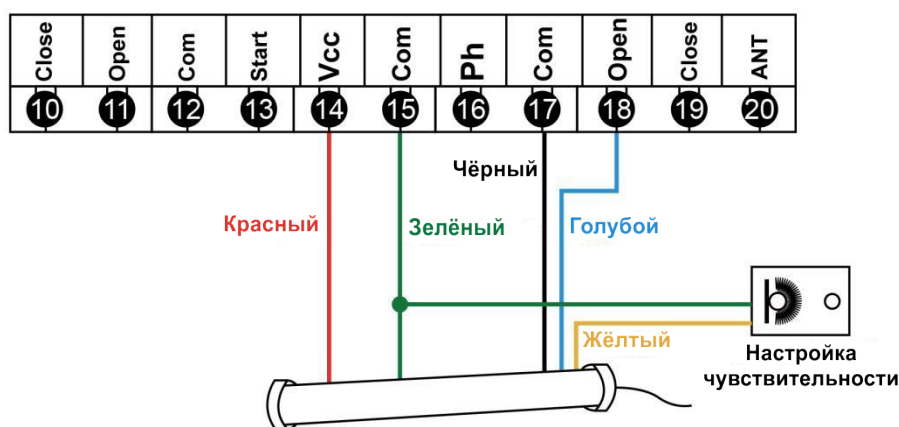 Close Open Com Start Vcc Com Ph Com Open Close ANT
10 11 12 13 14 15 16 17 18 19 20
Чёрный
Красный
Зелёный
Голубой
Жёлтый
Настройка
чувствительности